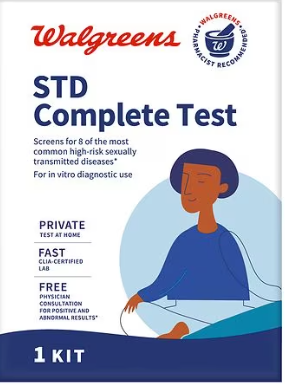 Walgreens
WALGREENS
PHARMACIST RECOMMENDED
STD
Complete Test
Screens for 8 of the most
common high-risk sexually
transmitted diseases*
For in vitro diagnostic use
PRIVATE
TEST AT HOME
FAST
CLIA-CERTIFIED
LAB
FREE
PHYSICIAN
CONSULTATION
FOR POSITIVE AND
ABNORMAL RESULTS*
1 KIT